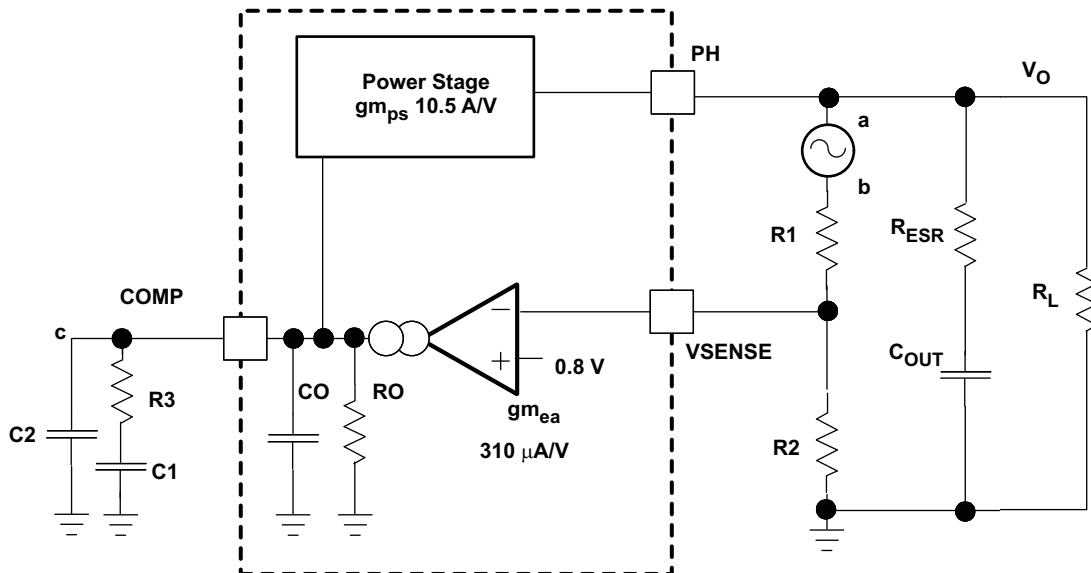 PH
Power Stage
gm_ps 10.5 A/V
V_O
a
b
R1
R_ESR
R_L
COMP
c
VSENSE
0.8 V
C_OUT
R3
CO
RO
gm_ea
C2
C1
310 μA/V
R2